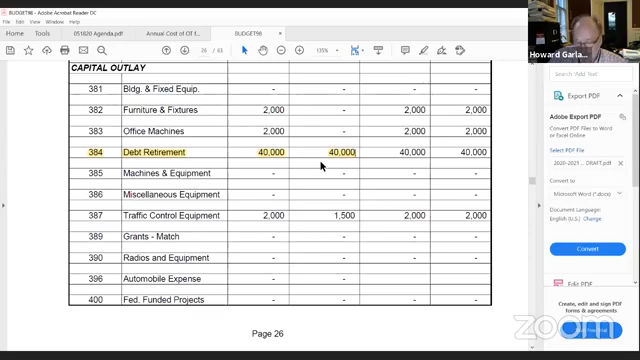 BUDGET98 - Adobe Acrobat Reader DC
File Edit View Window Help
Home Tools 051820 Agenda.pdf Annual Cost of OT f... BUDGET98 ×
26 / 63 135%
Howard Garla...
CAPITAL OUTLAY
381 Bldg. & Fixed Equip. - - - -
382 Furniture & Fixtures 2,000 - 2,000 2,000
383 Office Machines 2,000 - 2,000 2,000
384 Debt Retirement 40,000 40,000 40,000 40,000
385 Machines & Equipment - - - -
386 Miscellaneous Equipment - - - -
387 Traffic Control Equipment 2,000 1,500 2,000 2,000
389 Grants - Match - - - -
390 Radios and Equipment - - - -
396 Automobile Expense - - - -
400 Fed. Funded Projects - - - -
Page 26
Search 'Add Text'
Export PDF
Adobe Export PDF
Convert PDF Files to Word or Excel Online
Select PDF File
2020-2021 ... DRAFT.pdf
Convert to
Microsoft Word (*.docx)
Document Language:
English (U.S.) Change
Convert
Edit PDF
Create, edit and sign PDF
forms & agreements
zoom